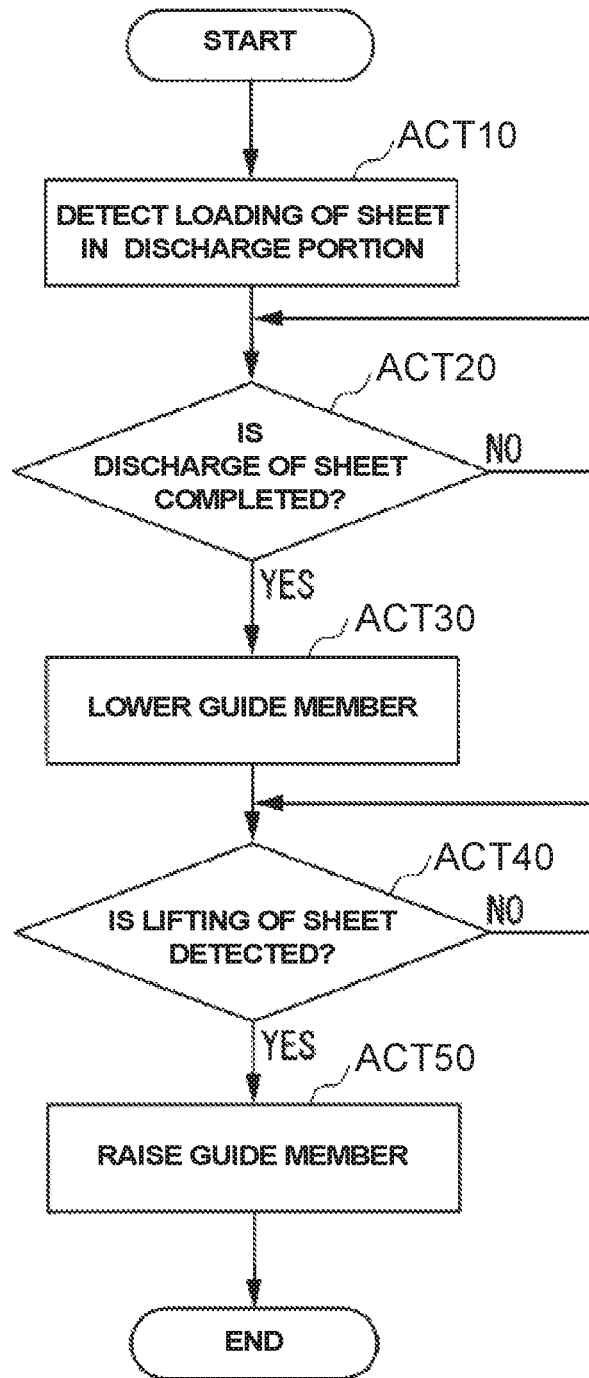 START
ACT10
DETECT LOADING OF SHEET
IN DISCHARGE PORTION
ACT20
IS
DISCHARGE OF SHEET
COMPLETED?
NO
YES
ACT30
LOWER GUIDE MEMBER
ACT40
IS LIFTING OF SHEET
DETECTED?
NO
YES
ACT50
RAISE GUIDE MEMBER
END